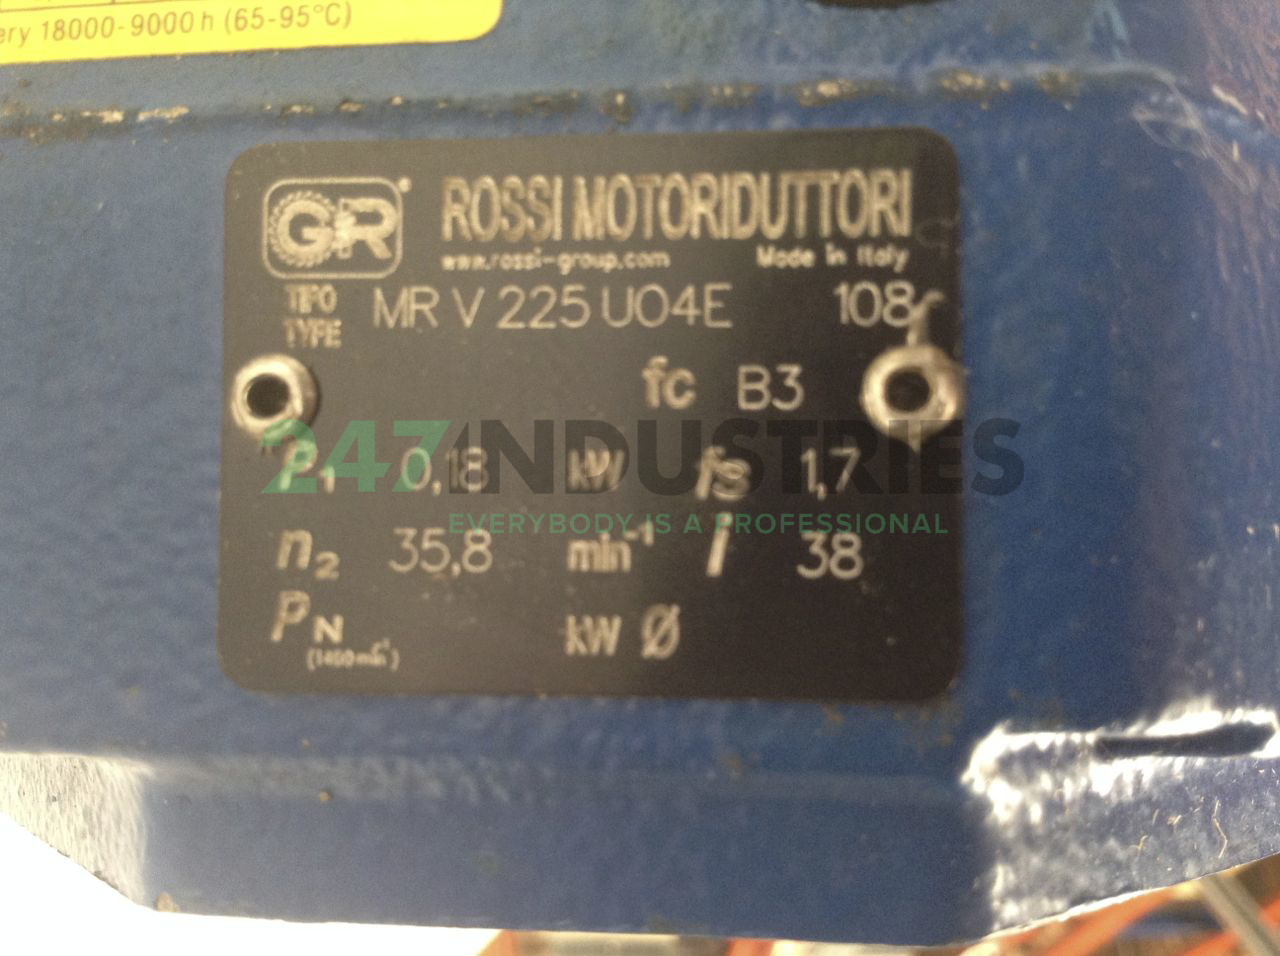 ery 18000-9000 h (65-95°C)
GR ROSSI MOTORIDUTTORI
www.rossi-group.com Made in Italy
TIPO
TYPE MR V 225 UO4E 108
fc B3
P1 0,18 kW fs 1,7
n2 35,8 min-1 i 38
PN kW Ø
(1400 min-1)
247INDUSTRIES
EVERYBODY IS A PROFESSIONAL